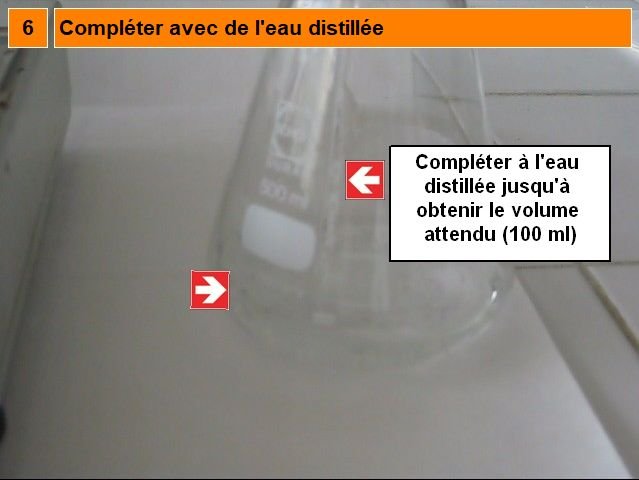 6 Compléter avec de l'eau distillée
Compléter à l'eau
distillée jusqu'à
obtenir le volume
attendu (100 ml)
500 ml